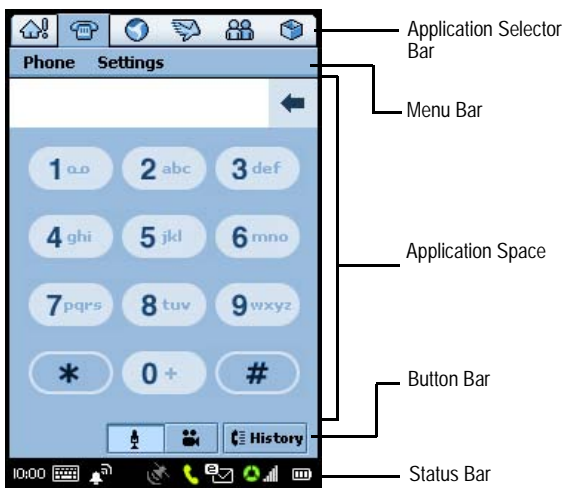 Application Selector
Bar
Phone Settings
Menu Bar
1 2 abc 3 def
4 ghi 5 jkl 6 mno
Application Space
7 pqrs 8 tuv 9 wxyz
* 0 + #
Button Bar
History
10:00
Status Bar